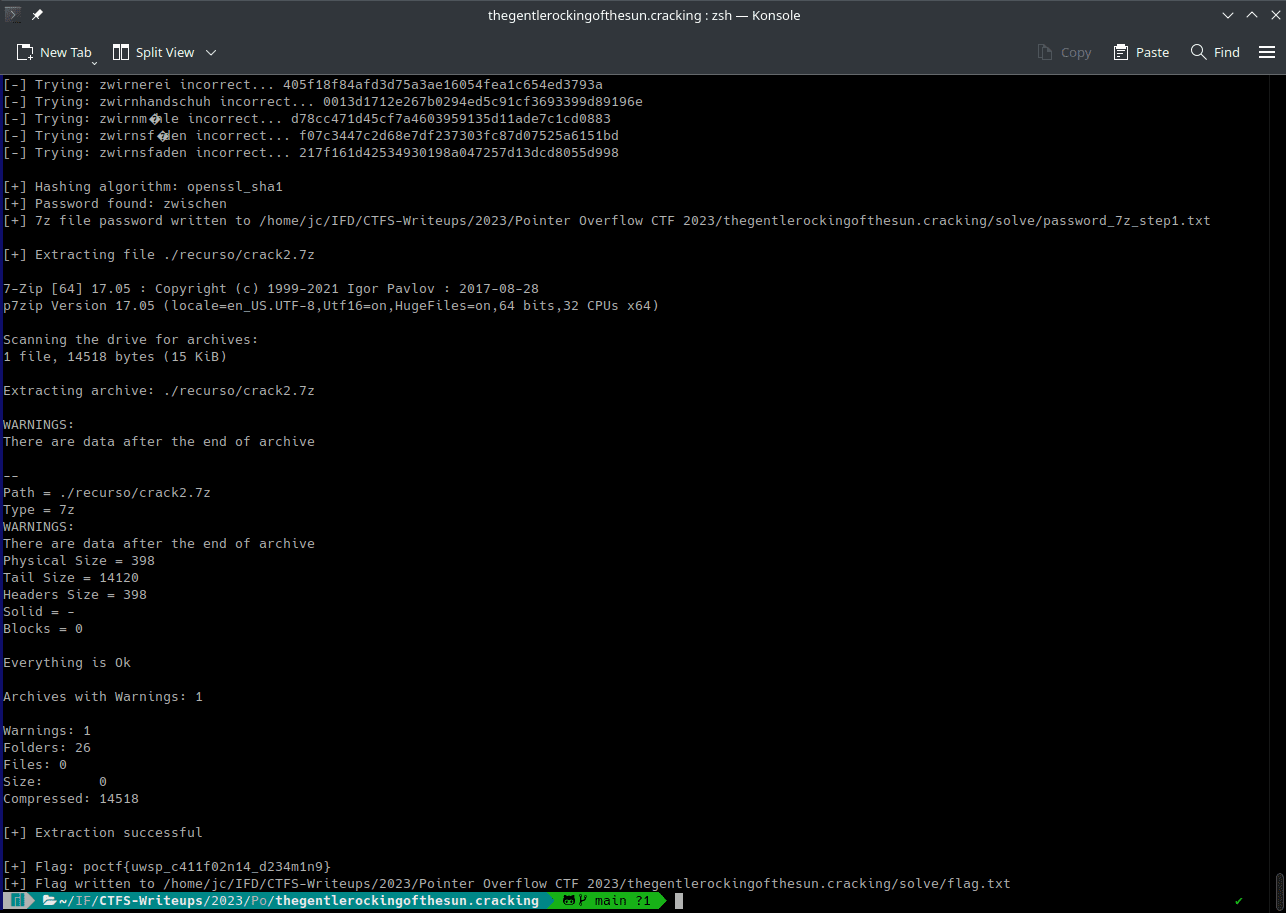 thegentlerockingofthesun.cracking : zsh — Konsole
New Tab Split View Copy Paste Find
[-] Trying: zwirnerei incorrect... 405f18f84afd3d75a3ae16054fea1c654ed3793a
[-] Trying: zwirnhandschuh incorrect... 0013d1712e267b0294ed5c91cf3693399d89196e
[-] Trying: zwirnm�hle incorrect... d78cc471d45cf7a4603959135d11ade7c1cd0883
[-] Trying: zwirnsf�den incorrect... f07c3447c2d68e7df237303fc87d07525a6151bd
[-] Trying: zwirnsfaden incorrect... 217f161d42534930198a047257d13dcd8055d998
[+] Hashing algorithm: openssl_sha1
[+] Password found: zwischen
[+] 7z file password written to /home/jc/IFD/CTFS-Writeups/2023/Pointer Overflow CTF 2023/thegentlerockingofthesun.cracking/solve/password_7z_step1.txt
[+] Extracting file ./recurso/crack2.7z
7-Zip [64] 17.05 : Copyright (c) 1999-2021 Igor Pavlov : 2017-08-28
p7zip Version 17.05 (locale=en_US.UTF-8,Utf16=on,HugeFiles=on,64 bits,32 CPUs x64)
Scanning the drive for archives:
1 file, 14518 bytes (15 KiB)
Extracting archive: ./recurso/crack2.7z
WARNINGS:
There are data after the end of archive
--
Path = ./recurso/crack2.7z
Type = 7z
WARNINGS:
There are data after the end of archive
Physical Size = 398
Tail Size = 14120
Headers Size = 398
Solid = -
Blocks = 0
Everything is Ok
Archives with Warnings: 1
Warnings: 1
Folders: 26
Files: 0
Size: 0
Compressed: 14518
[+] Extraction successful
[+] Flag: poctf{uwsp_c411f02n14_d234m1n9}
[+] Flag written to /home/jc/IFD/CTFS-Writeups/2023/Pointer Overflow CTF 2023/thegentlerockingofthesun.cracking/solve/flag.txt
~/IF/CTFS-Writeups/2023/Po/thegentlerockingofthesun.cracking main ?1 ✓